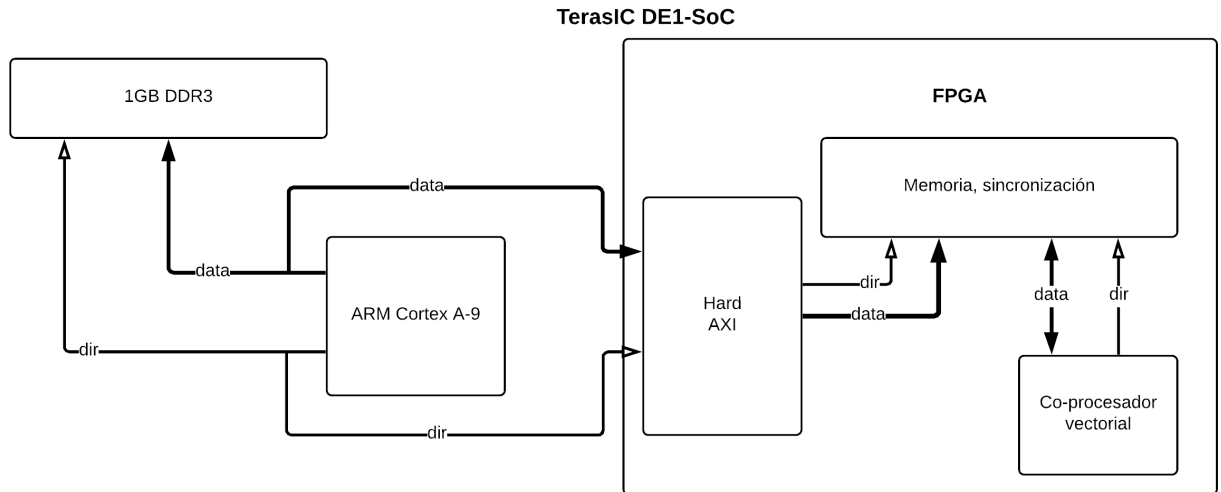 TerasIC DE1-SoC
1GB DDR3
FPGA
Memoria, sincronización
data
data
ARM Cortex A-9
dir
dir
Hard
AXI
dir
data
data
dir
Co-procesador
vectorial